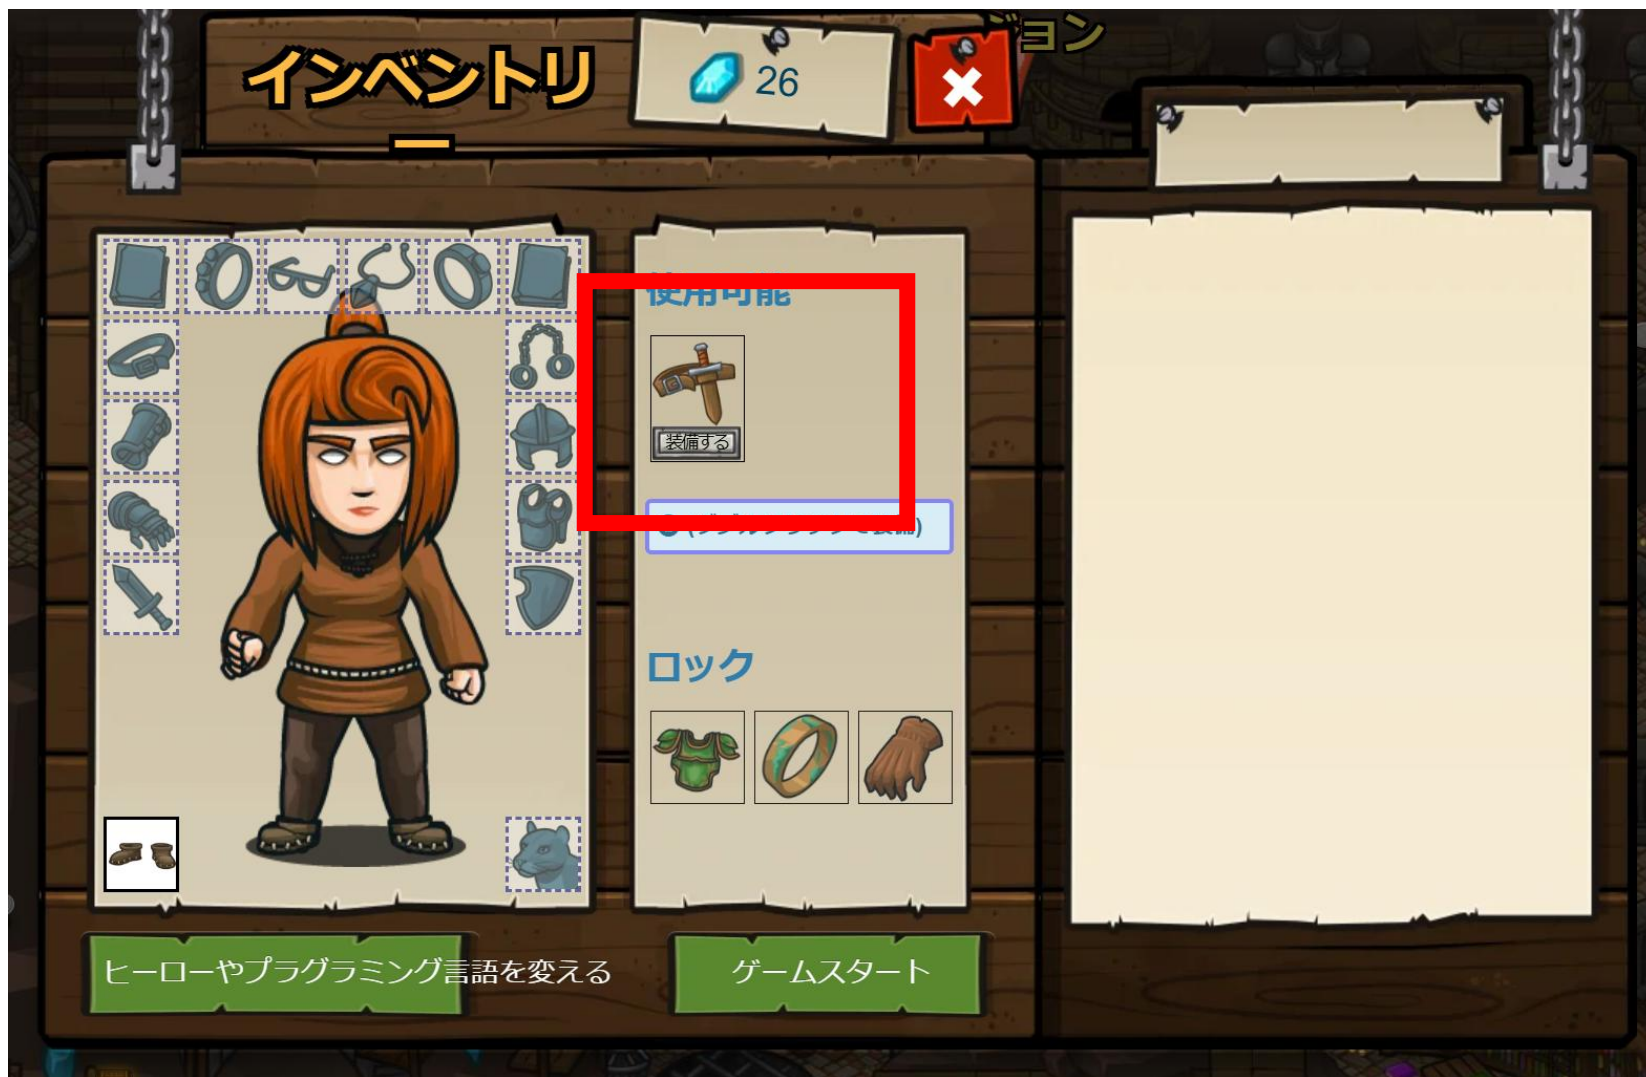 インベントリ
ー
26
ジョン
使用可能
装備する
ロック
ヒーローやプラグラミング言語を変える
ゲームスタート